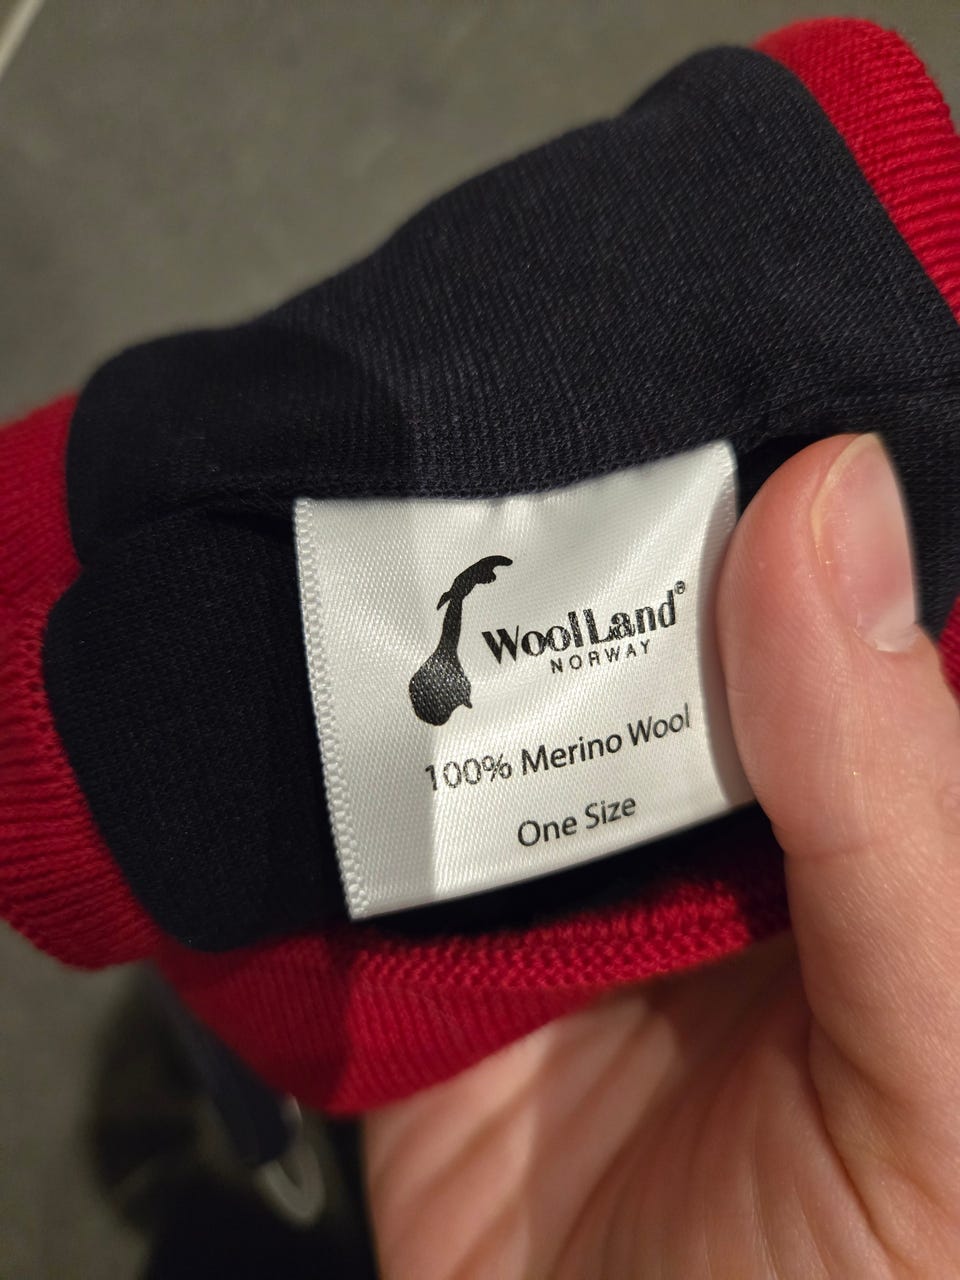 WoolLand®
NORWAY
100% Merino Wool
One Size